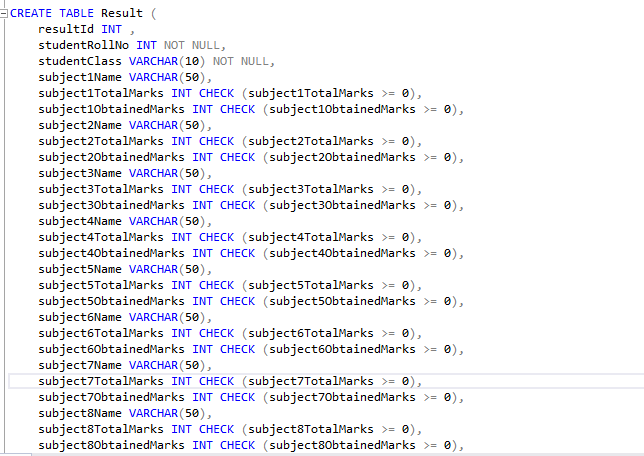 CREATE TABLE Result (
resultId INT ,
studentRollNo INT NOT NULL,
studentClass VARCHAR(10) NOT NULL,
subject1Name VARCHAR(50),
subject1TotalMarks INT CHECK (subject1TotalMarks >= 0),
subject1ObtainedMarks INT CHECK (subject1ObtainedMarks >= 0),
subject2Name VARCHAR(50),
subject2TotalMarks INT CHECK (subject2TotalMarks >= 0),
subject2ObtainedMarks INT CHECK (subject2ObtainedMarks >= 0),
subject3Name VARCHAR(50),
subject3TotalMarks INT CHECK (subject3TotalMarks >= 0),
subject3ObtainedMarks INT CHECK (subject3ObtainedMarks >= 0),
subject4Name VARCHAR(50),
subject4TotalMarks INT CHECK (subject4TotalMarks >= 0),
subject4ObtainedMarks INT CHECK (subject4ObtainedMarks >= 0),
subject5Name VARCHAR(50),
subject5TotalMarks INT CHECK (subject5TotalMarks >= 0),
subject5ObtainedMarks INT CHECK (subject5ObtainedMarks >= 0),
subject6Name VARCHAR(50),
subject6TotalMarks INT CHECK (subject6TotalMarks >= 0),
subject6ObtainedMarks INT CHECK (subject6ObtainedMarks >= 0),
subject7Name VARCHAR(50),
subject7TotalMarks INT CHECK (subject7TotalMarks >= 0),
subject7ObtainedMarks INT CHECK (subject7ObtainedMarks >= 0),
subject8Name VARCHAR(50),
subject8TotalMarks INT CHECK (subject8TotalMarks >= 0),
subject8ObtainedMarks INT CHECK (subject8ObtainedMarks >= 0),